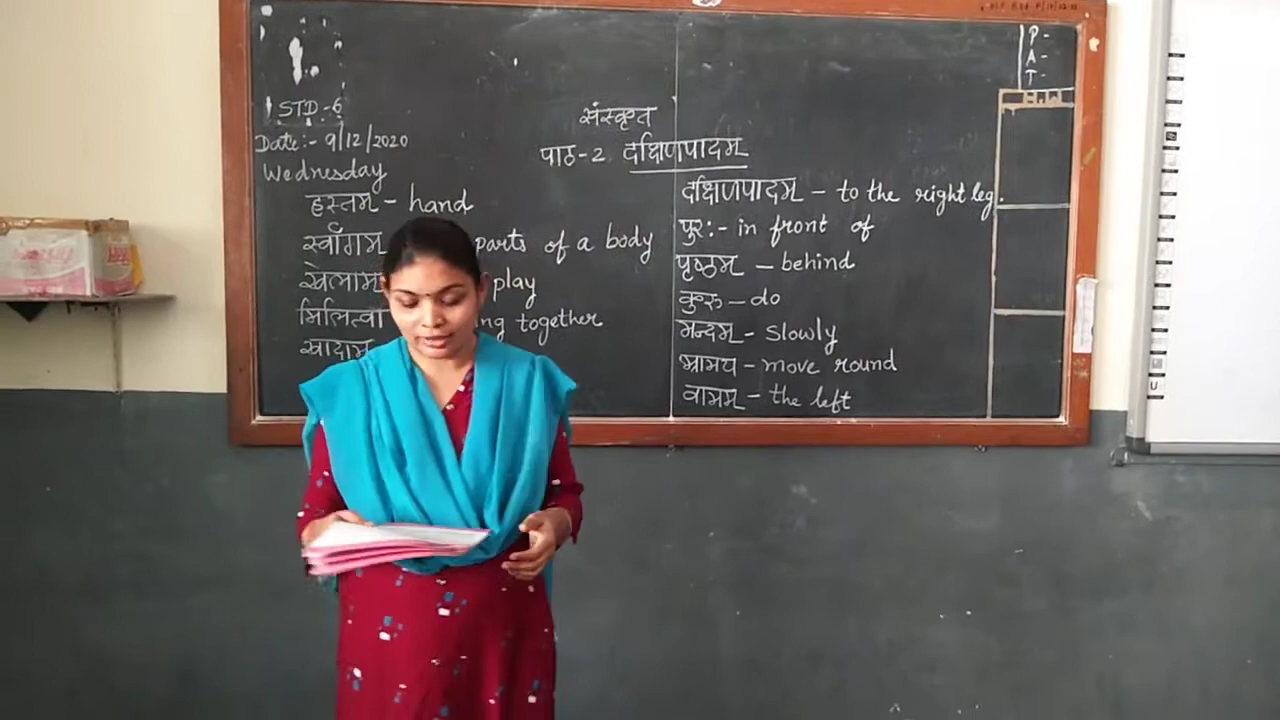 STD-6
Date:- 9/12/2020
Wednesday
संस्कृत
पाठ-2 दक्षिणपादम्
हस्तम् - hand
स्वाँगम् parts of a body
खेलाम play
मिलित्वा ng together
खादाम
दक्षिणपादम् - to the right leg.
पुर:- in front of
पृष्ठम् - behind
कुरु - do
मन्दम् - slowly
भ्रामय - move round
वामम् - the left
P-
A-
T-
U